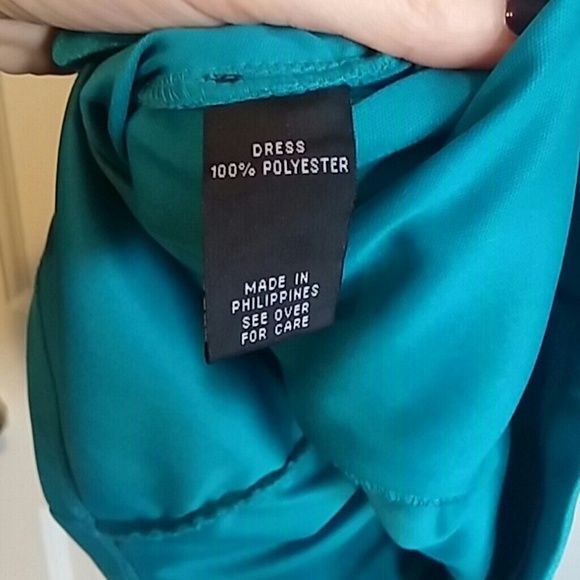 DRESS
100% POLYESTER
MADE IN
PHILIPPINES
SEE OVER
FOR CARE